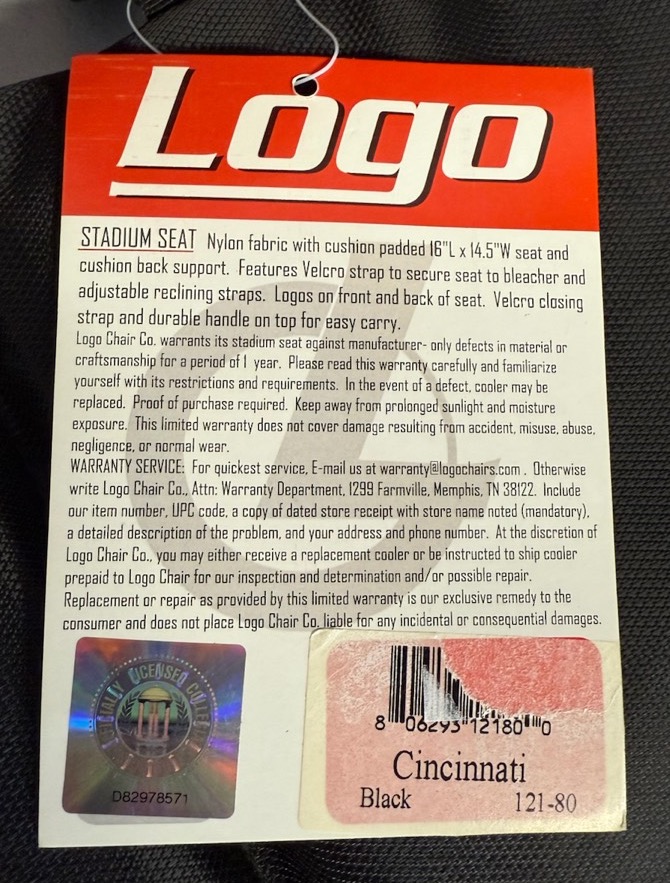 Logo
STADIUM SEAT Nylon fabric with cushion padded 16"L x 14.5"W seat and
cushion back support. Features Velcro strap to secure seat to bleacher and
adjustable reclining straps. Logos on front and back of seat. Velcro closing
strap and durable handle on top for easy carry.
Logo Chair Co. warrants its stadium seat against manufacturer- only defects in material or
craftsmanship for a period of 1 year. Please read this warranty carefully and familiarize
yourself with its restrictions and requirements. In the event of a defect, cooler may be
replaced. Proof of purchase required. Keep away from prolonged sunlight and moisture
exposure. This limited warranty does not cover damage resulting from accident, misuse, abuse,
negligence, or normal wear.
WARRANTY SERVICE: For quickest service, E-mail us at warranty@logochairs.com . Otherwise
write Logo Chair Co., Attn: Warranty Department, 1299 Farmville, Memphis, TN 38122. Include
our item number, UPC code, a copy of dated store receipt with store name noted (mandatory),
a detailed description of the problem, and your address and phone number. At the discretion of
Logo Chair Co., you may either receive a replacement cooler or be instructed to ship cooler
prepaid to Logo Chair for our inspection and determination and/or possible repair.
Replacement or repair as provided by this limited warranty is our exclusive remedy to the
consumer and does not place Logo Chair Co. liable for any incidental or consequential damages.
LICENSED
D82978571
8 06293 12180 0
Cincinnati
Black 121-80